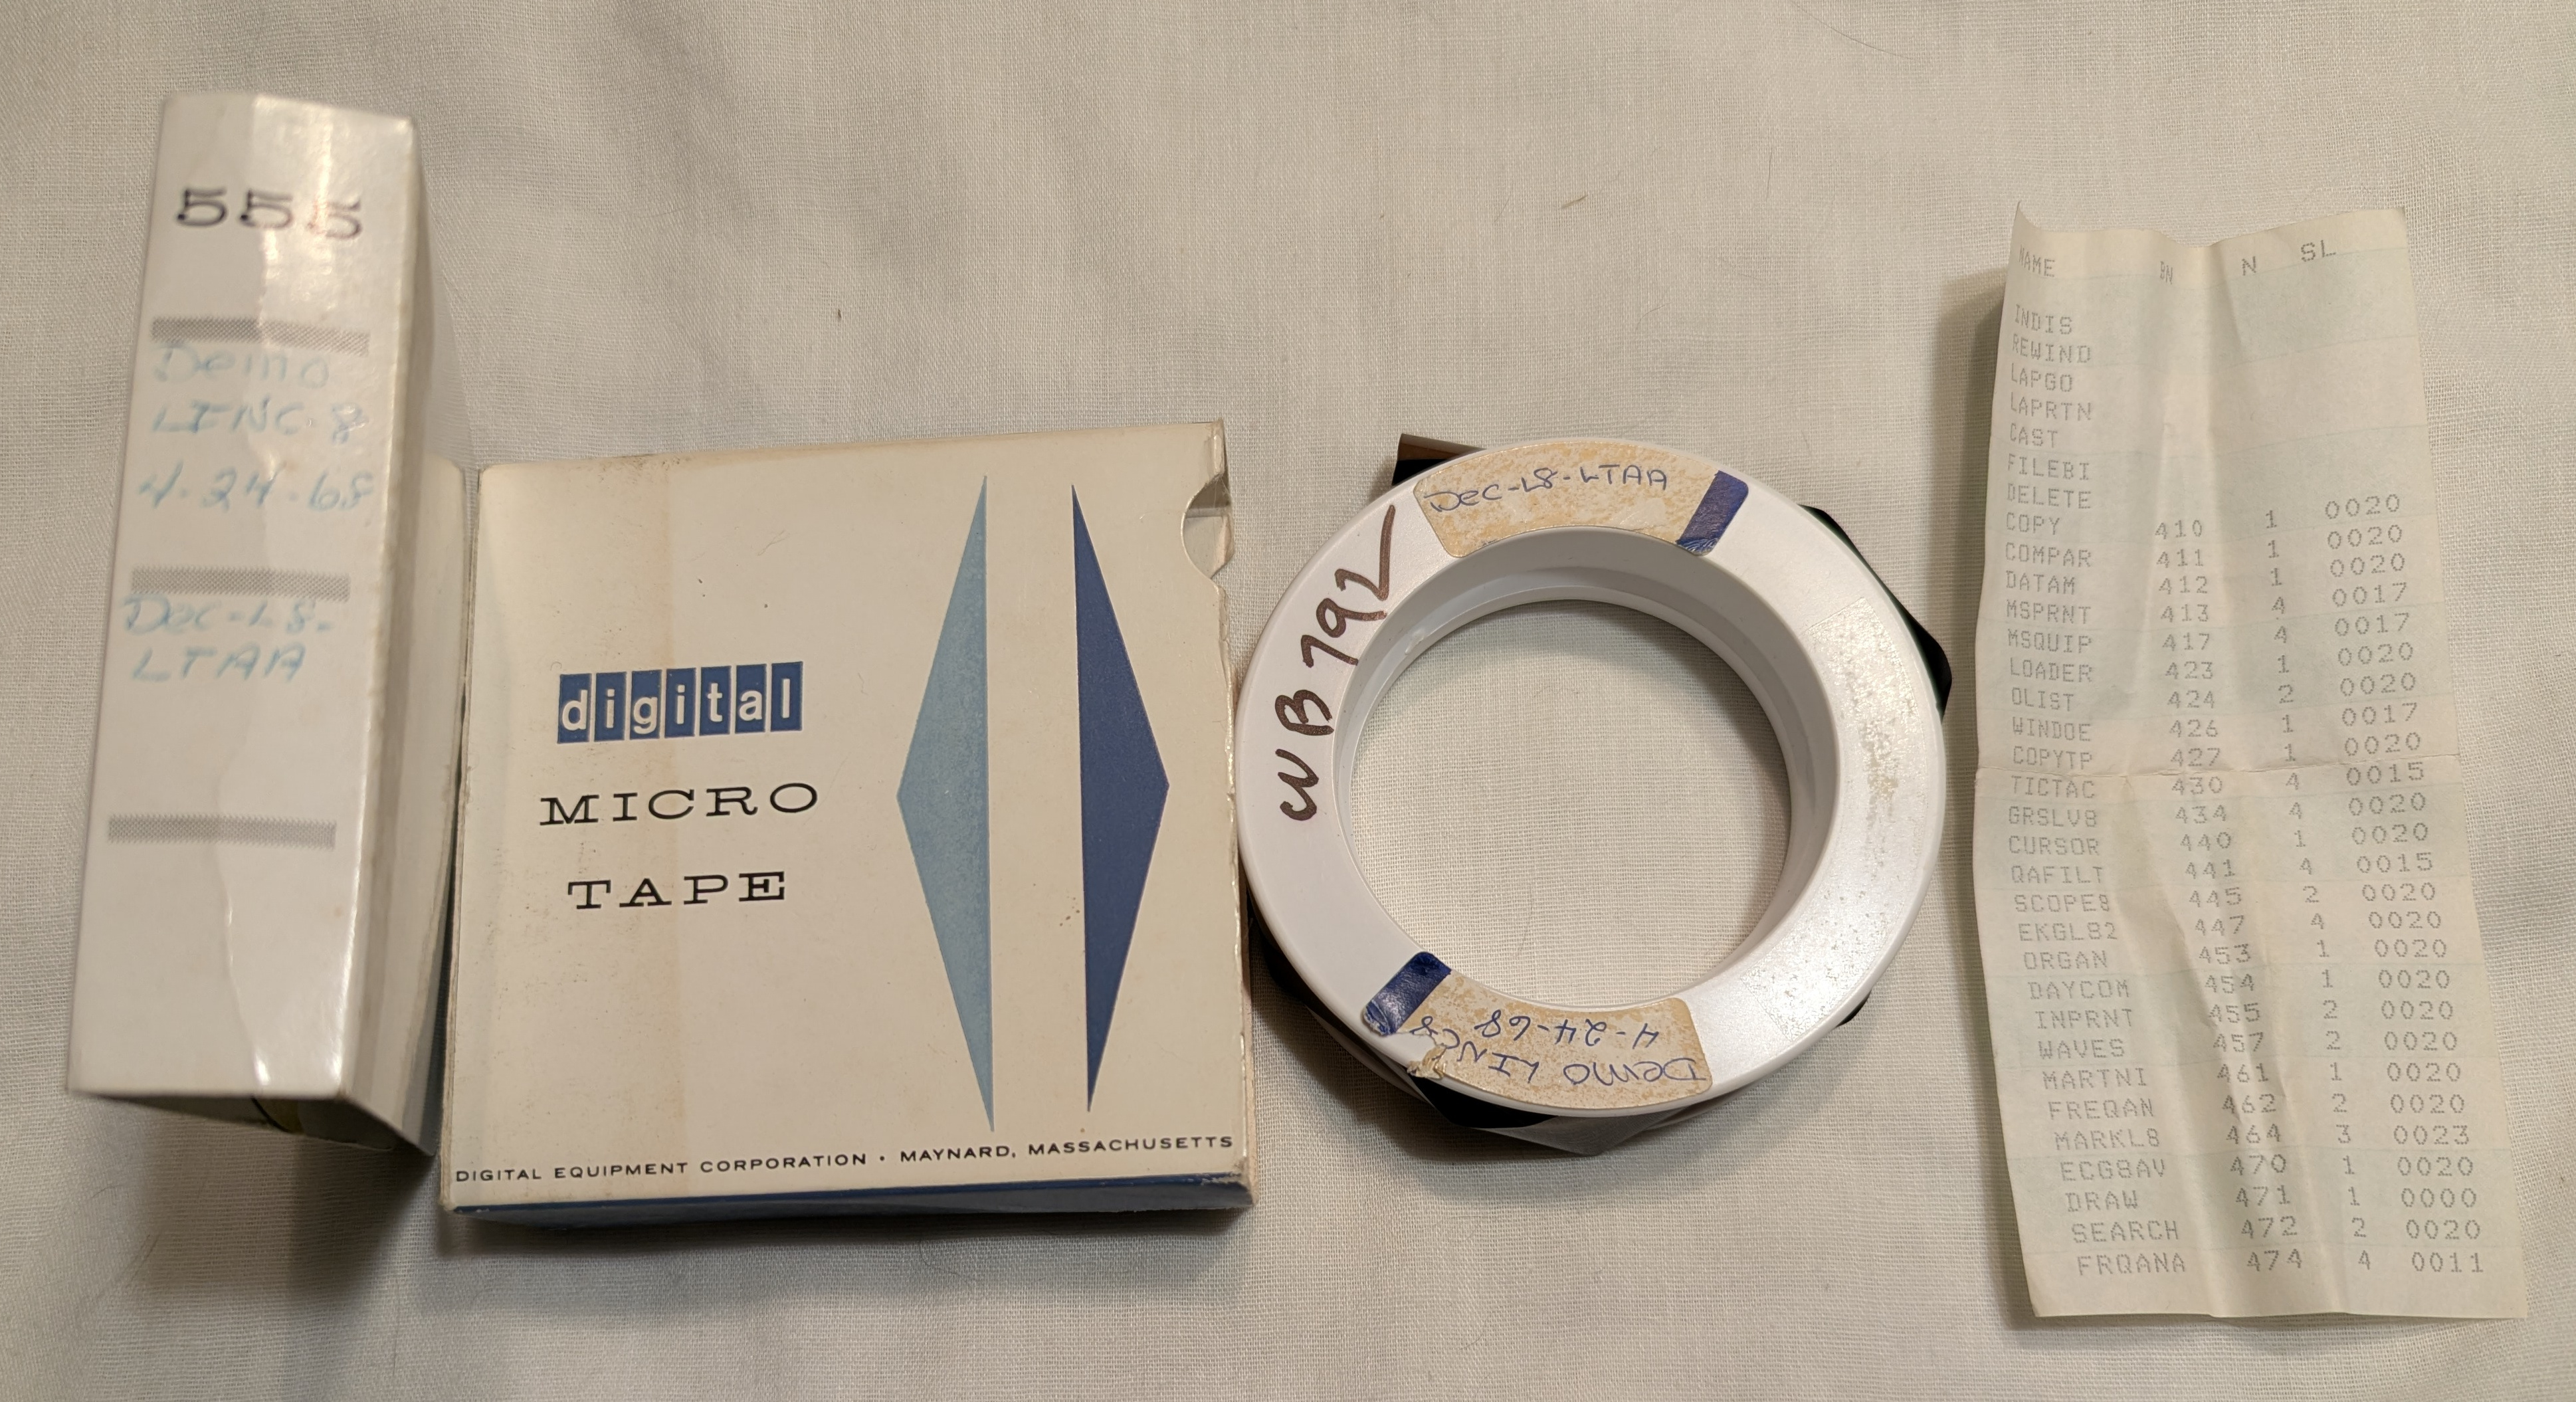 555
Demo
LINC-8
4-24-68
Dec-L8-
LTAA
digital
MICRO
TAPE
DIGITAL EQUIPMENT CORPORATION • MAYNARD, MASSACHUSETTS
Dec-L8-LTAA
WB 792
Demo LINC8
4-24-68
NAME BN N SL
INDIS
REWIND
LAPGO
LAPRTN
CAST
FILEBI
DELETE
COPY 410 1 0020
COMPAR 411 1 0020
DATAM 412 1 0020
MSPRNT 413 4 0017
MSQUIP 417 4 0017
LOADER 423 1 0020
OLIST 424 2 0020
WINDOE 426 1 0017
COPYTP 427 1 0020
TICTAC 430 4 0015
GRSLV8 434 4 0020
CURSOR 440 1 0020
QAFILT 441 4 0015
SCOPE8 445 2 0020
EKGL82 447 4 0020
ORGAN 453 1 0020
DAYCOM 454 1 0020
INPRNT 455 2 0020
WAVES 457 2 0020
MARTNI 461 1 0020
FREQAN 462 2 0020
MARKL8 464 3 0023
ECG8AV 470 1 0020
DRAW 471 1 0000
SEARCH 472 2 0020
FRQANA 474 4 0011